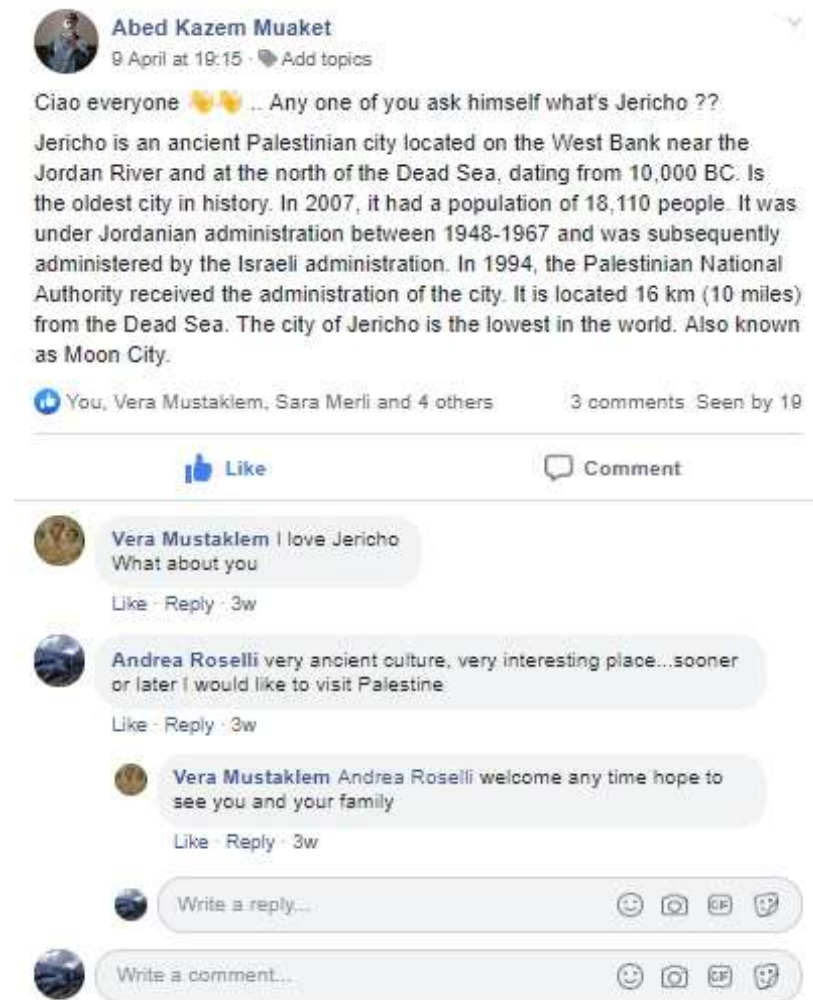 Abed Kazem Muaket
9 April at 19:15 · Add topics
Ciao everyone 👋👋 .. Any one of you ask himself what's Jericho ??
Jericho is an ancient Palestinian city located on the West Bank near the
Jordan River and at the north of the Dead Sea, dating from 10,000 BC. Is
the oldest city in history. In 2007, it had a population of 18,110 people. It was
under Jordanian administration between 1948-1967 and was subsequently
administered by the Israeli administration. In 1994, the Palestinian National
Authority received the administration of the city. It is located 16 km (10 miles)
from the Dead Sea. The city of Jericho is the lowest in the world. Also known
as Moon City.
You, Vera Mustaklem, Sara Merli and 4 others 3 comments Seen by 19
Like Comment
Vera Mustaklem I love Jericho
What about you
Like · Reply · 3w
Andrea Roselli very ancient culture, very interesting place...sooner
or later I would like to visit Palestine
Like · Reply · 3w
Vera Mustaklem Andrea Roselli welcome any time hope to
see you and your family
Like · Reply · 3w
Write a reply... GIF
Write a comment... GIF